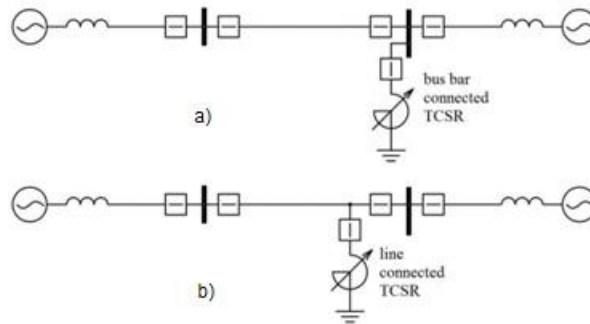 bus bar
connected
TCSR
a)
line
connected
TCSR
b)